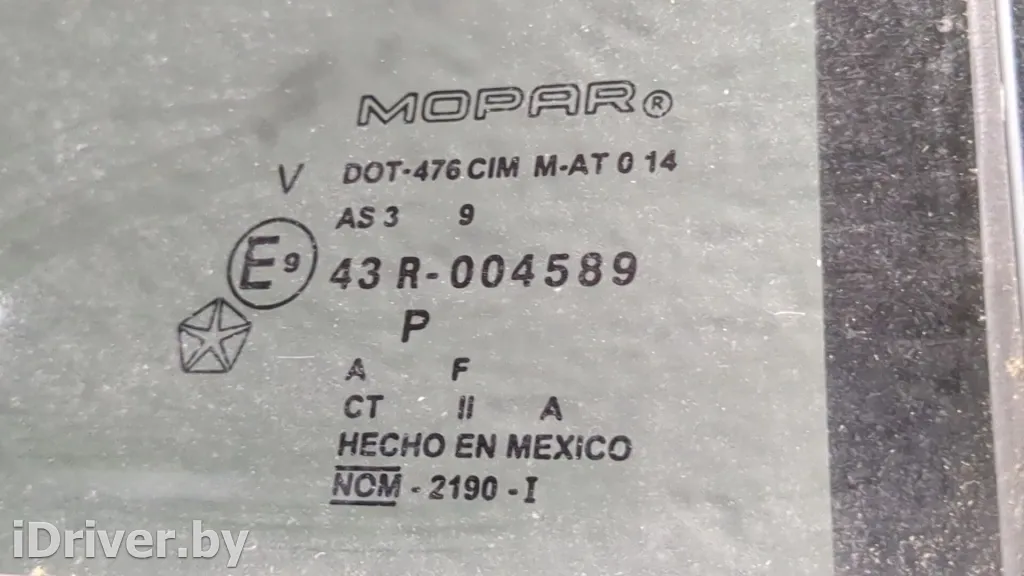 MOPAR®
V DOT-476 CIM M-AT 0 14
AS 3 9
E9 43 R-004589
P
A F
CT II A
HECHO EN MEXICO
NOM - 2190 - I
iDriver.by